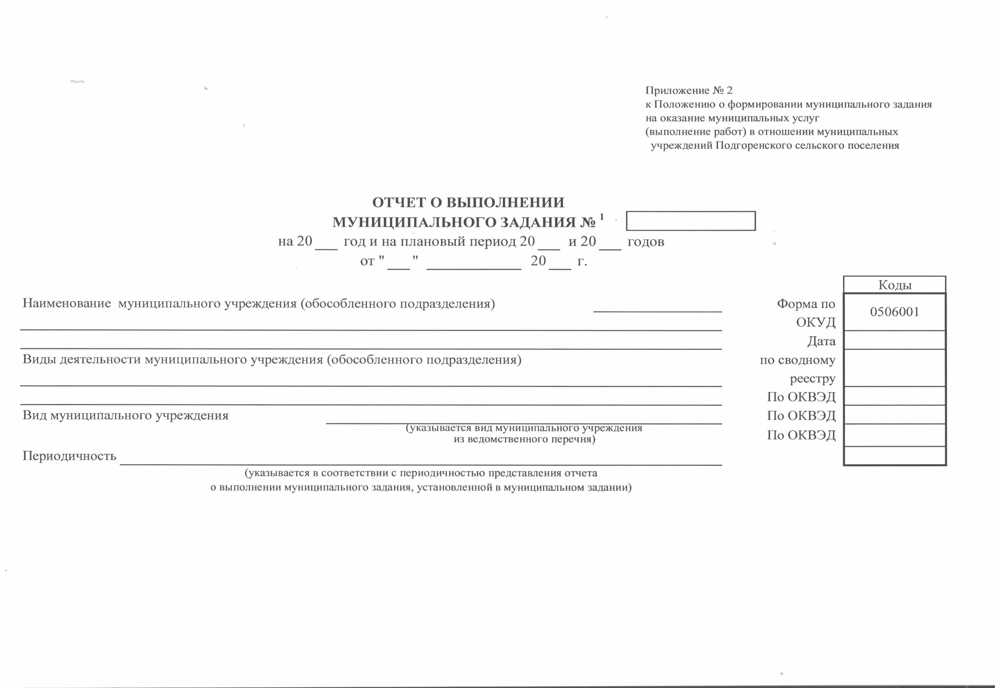 Приложение № 2
к Положению о формировании муниципального задания
на оказание муниципальных услуг
(выполнение работ) в отношении муниципальных
учреждений Подгоренского сельского поселения
ОТЧЕТ О ВЫПОЛНЕНИИ
МУНИЦИПАЛЬНОГО ЗАДАНИЯ № 1
на 20 ___ год и на плановый период 20 ___ и 20 ___ годов
от " ___ " ____________ 20 ___ г.
Коды
Наименование муниципального учреждения (обособленного подразделения)
Форма по
ОКУД
0506001
Дата
Виды деятельности муниципального учреждения (обособленного подразделения)
по сводному
реестру
По ОКВЭД
Вид муниципального учреждения
По ОКВЭД
(указывается вид муниципального учреждения
из ведомственного перечня)
По ОКВЭД
Периодичность
(указывается в соответствии с периодичностью представления отчета
о выполнении муниципального задания, установленной в муниципальном задании)